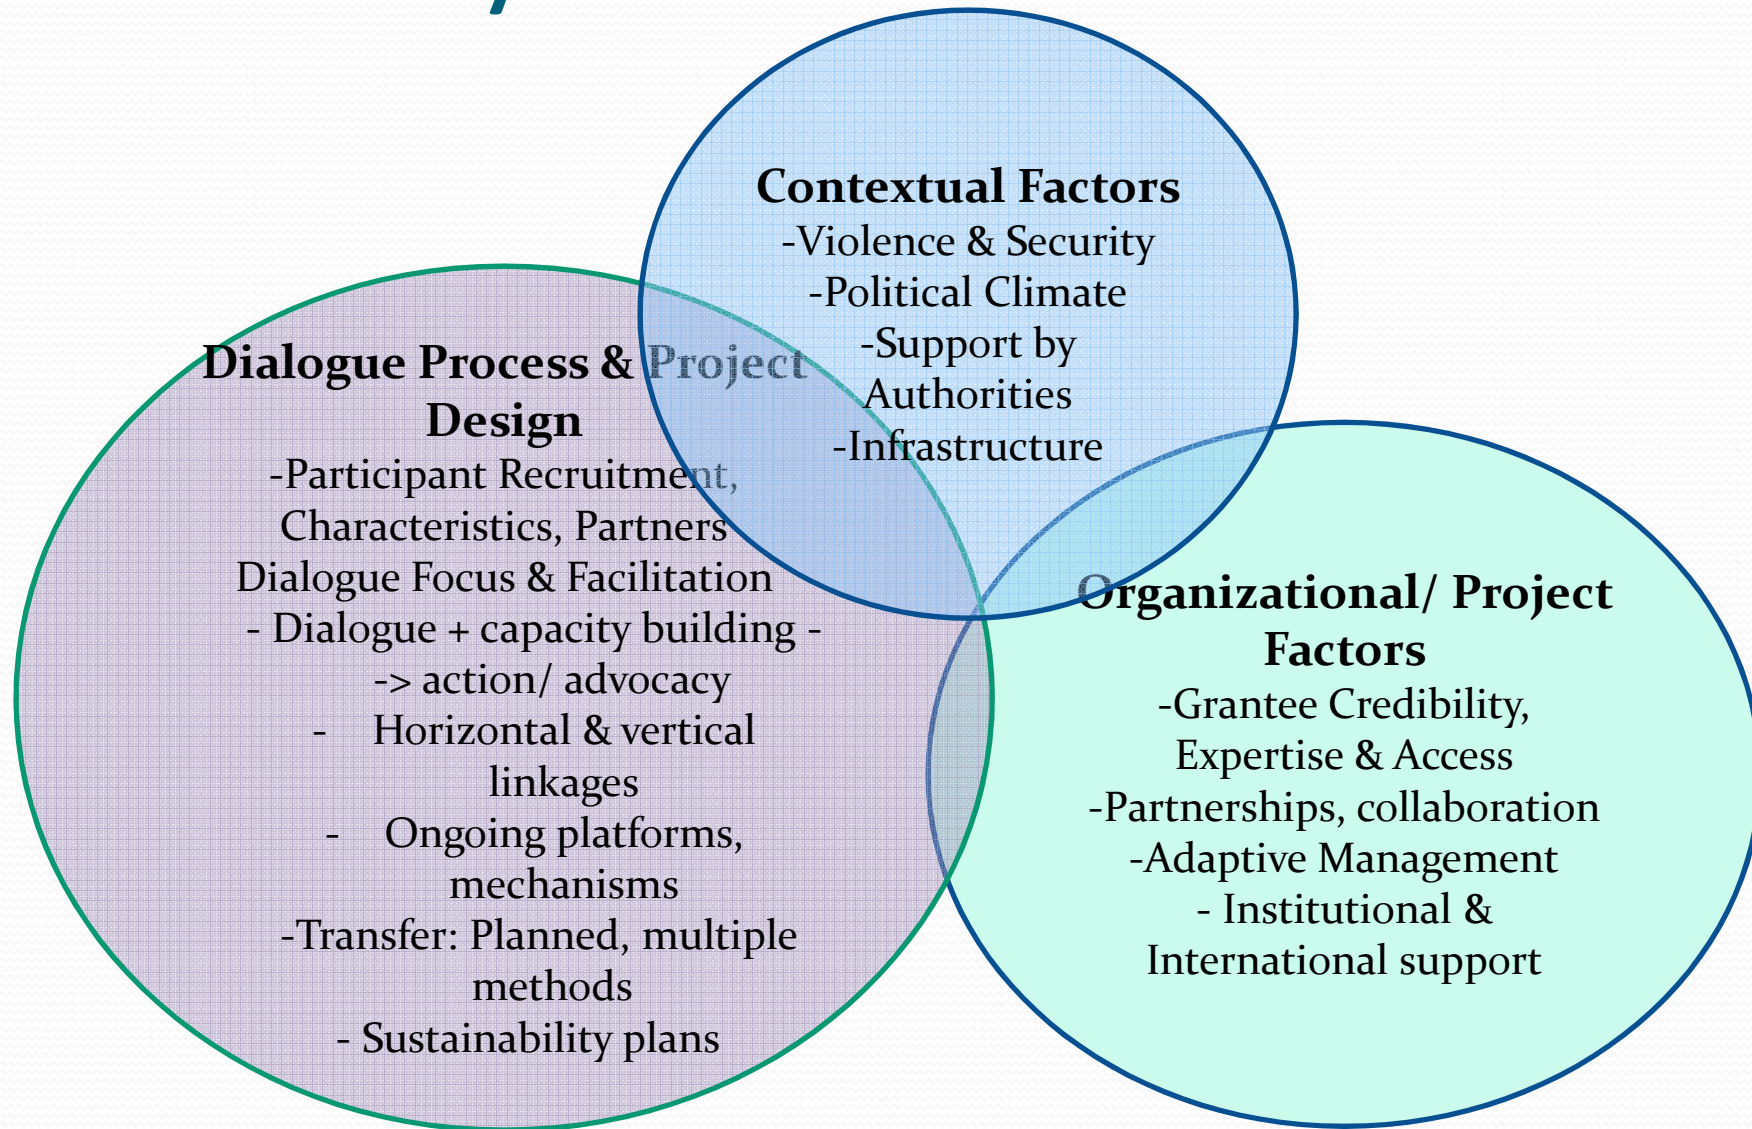 Contextual Factors
-Violence & Security
-Political Climate
-Support by
Authorities
-Infrastructure
Dialogue Process & Project
Design
-Participant Recruitment,
Characteristics, Partners
Dialogue Focus & Facilitation
- Dialogue + capacity building -
-> action/ advocacy
- Horizontal & vertical
linkages
- Ongoing platforms,
mechanisms
-Transfer: Planned, multiple
methods
- Sustainability plans
Organizational/ Project
Factors
-Grantee Credibility,
Expertise & Access
-Partnerships, collaboration
-Adaptive Management
- Institutional &
International support